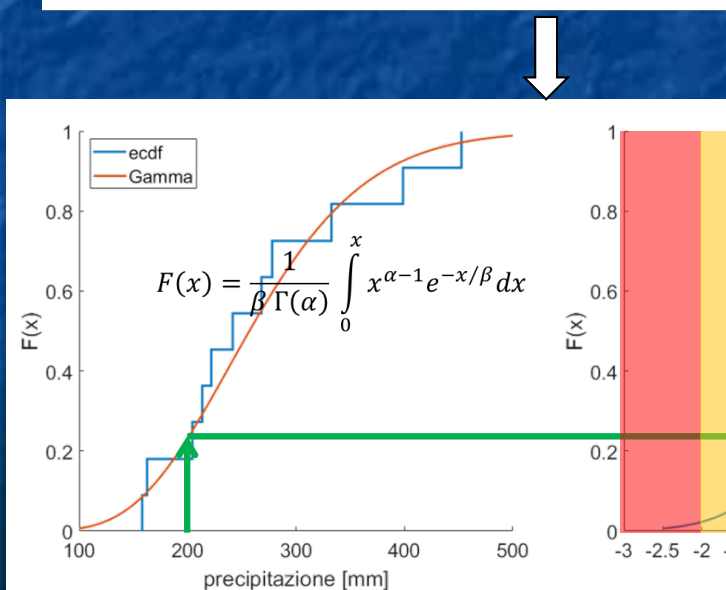 1
0.8
0.6
0.4
0.2
0
F(x)
ecdf
Gamma
F(x) = 1/(β Γ(α)) ∫₀ˣ x^{α−1} e^{−x/β} dx
100 200 300 400 500
precipitazione [mm]
1
0.8
0.6
0.4
0.2
0
F(x)
-3 -2.5 -2